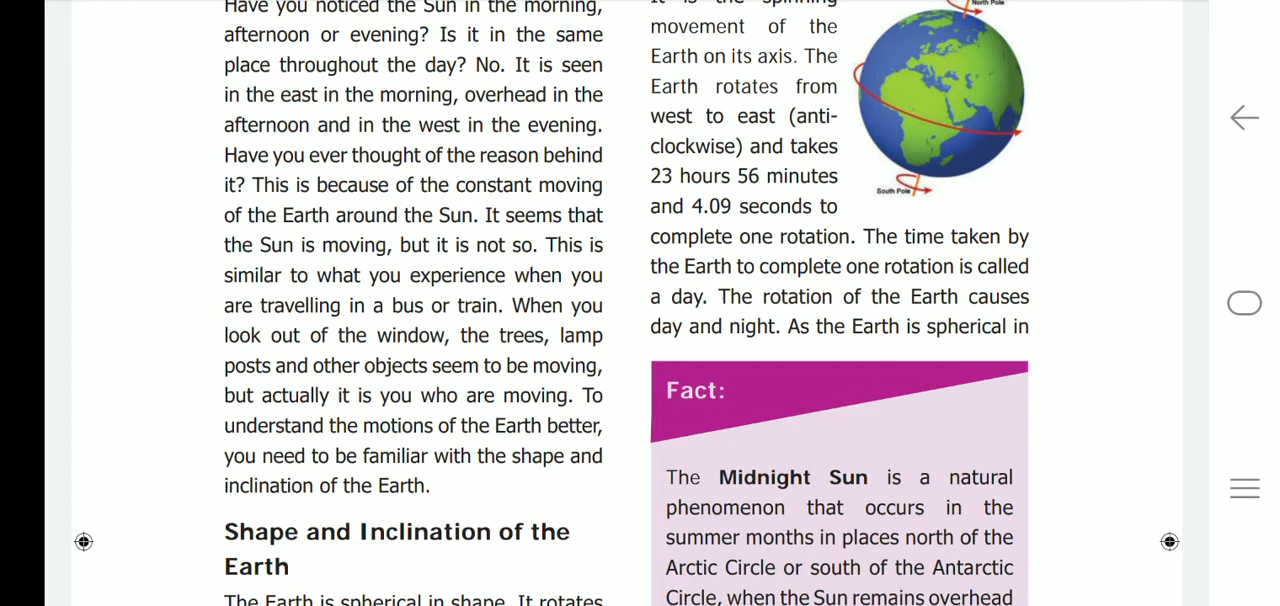 Have you noticed the Sun in the morning,
afternoon or evening? Is it in the same
place throughout the day? No. It is seen
in the east in the morning, overhead in the
afternoon and in the west in the evening.
Have you ever thought of the reason behind
it? This is because of the constant moving
of the Earth around the Sun. It seems that
the Sun is moving, but it is not so. This is
similar to what you experience when you
are travelling in a bus or train. When you
look out of the window, the trees, lamp
posts and other objects seem to be moving,
but actually it is you who are moving. To
understand the motions of the Earth better,
you need to be familiar with the shape and
inclination of the Earth.
Shape and Inclination of the
Earth
The Earth is spherical in shape. It rotates
It is the spinning
movement of the
Earth on its axis. The
Earth rotates from
west to east (anti-
clockwise) and takes
23 hours 56 minutes
and 4.09 seconds to
complete one rotation. The time taken by
the Earth to complete one rotation is called
a day. The rotation of the Earth causes
day and night. As the Earth is spherical in
North Pole
South Pole
Fact:
The Midnight Sun is a natural
phenomenon that occurs in the
summer months in places north of the
Arctic Circle or south of the Antarctic
Circle, when the Sun remains overhead